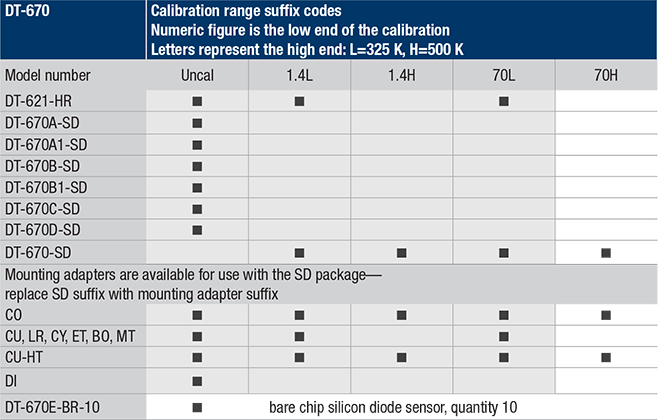 DT-670 Calibration range suffix codes
Numeric figure is the low end of the calibration
Letters represent the high end: L=325 K, H=500 K
Model number Uncal 1.4L 1.4H 70L 70H
DT-621-HR ■ ■ ■
DT-670A-SD ■
DT-670A1-SD ■
DT-670B-SD ■
DT-670B1-SD ■
DT-670C-SD ■
DT-670D-SD ■
DT-670-SD ■ ■ ■ ■
Mounting adapters are available for use with the SD package—
replace SD suffix with mounting adapter suffix
CO ■ ■ ■ ■ ■
CU, LR, CY, ET, BO, MT ■ ■ ■
CU-HT ■ ■ ■ ■ ■
DI ■
DT-670E-BR-10 ■ bare chip silicon diode sensor, quantity 10